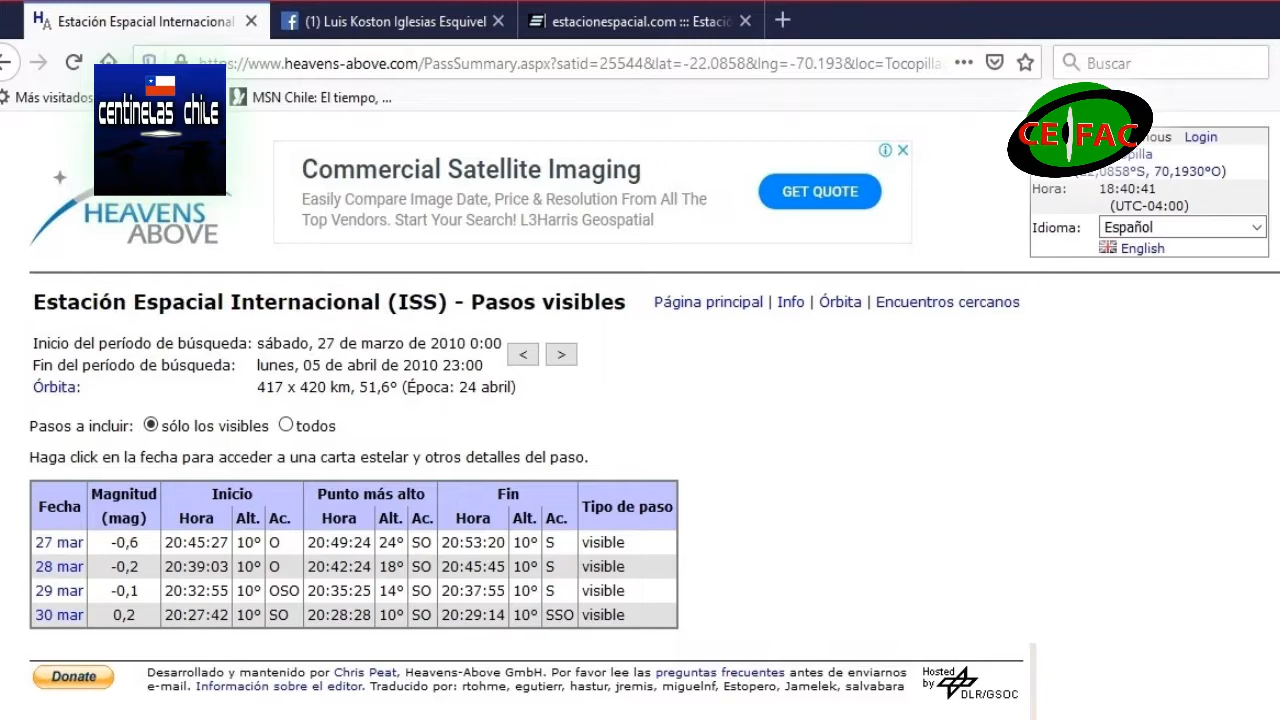 Estación Espacial Internacional
(1) Luis Koston Iglesias Esquivel
estacionespacial.com ::: Estació
https://www.heavens-above.com/PassSummary.aspx?satid=25544&lat=-22.0858&lng=-70.193&loc=Tocopilla
Buscar
Más visitados
MSN Chile: El tiempo, ...
CENTINELAS CHILE
CEIFAC
Login
Commercial Satellite Imaging
Easily Compare Image Date, Price & Resolution From All The
Top Vendors. Start Your Search! L3Harris Geospatial
GET QUOTE
HEAVENS
ABOVE
0858°S, 70,1930°O)
Hora: 18:40:41
(UTC-04:00)
Idioma: Español
English
Estación Espacial Internacional (ISS) - Pasos visibles
Página principal | Info | Órbita | Encuentros cercanos
Inicio del período de búsqueda: sábado, 27 de marzo de 2010 0:00
< >
Fin del período de búsqueda: lunes, 05 de abril de 2010 23:00
Órbita: 417 x 420 km, 51,6° (Época: 24 abril)
Pasos a incluir: sólo los visibles todos
Haga click en la fecha para acceder a una carta estelar y otros detalles del paso.
Fecha Magnitud (mag) Inicio Punto más alto Fin Tipo de paso
Hora Alt. Ac. Hora Alt. Ac. Hora Alt. Ac.
27 mar -0,6 20:45:27 10° O 20:49:24 24° SO 20:53:20 10° S visible
28 mar -0,2 20:39:03 10° O 20:42:24 18° SO 20:45:45 10° S visible
29 mar -0,1 20:32:55 10° OSO 20:35:25 14° SO 20:37:55 10° S visible
30 mar 0,2 20:27:42 10° SO 20:28:28 10° SO 20:29:14 10° SSO visible
Donate
Desarrollado y mantenido por Chris Peat, Heavens-Above GmbH. Por favor lee las preguntas frecuentes antes de enviarnos
e-mail. Información sobre el editor. Traducido por: rtohme, egutierr, hastur, jremis, miguelnf, Estopero, Jamelek, salvabara
Hosted
by
DLR/GSOC